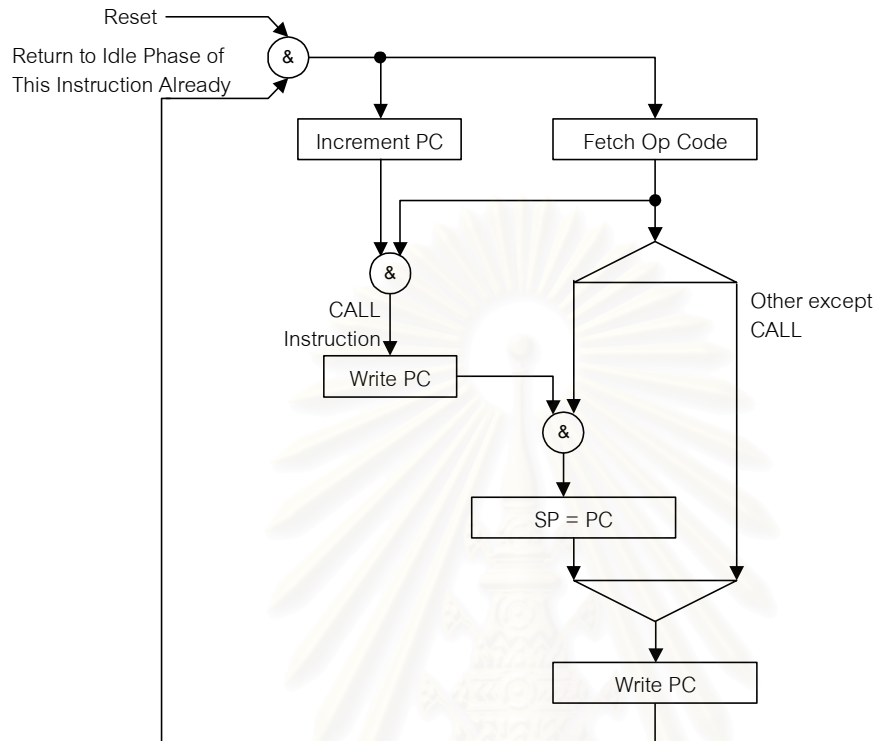 Reset
&
Return to Idle Phase of
This Instruction Already
Increment PC
Fetch Op Code
&
CALL
Instruction
Other except
CALL
Write PC
&
SP = PC
Write PC